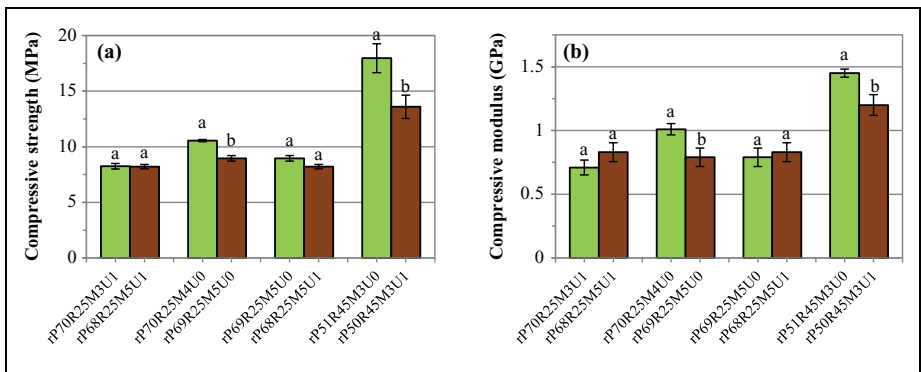 (a)
Compressive strength (MPa)
20
15
10
5
0
a a a b a a a b
rP70R25M3U1
rP68R25M5U1
rP70R25M4U0
rP69R25M5U0
rP69R25M5U0
rP68R25M5U1
rP51R45M3U0
rP50R45M3U1
(b)
Compressive modulus (GPa)
1.5
1
0.5
0
a a a b a a a b
rP70R25M3U1
rP68R25M5U1
rP70R25M4U0
rP69R25M5U0
rP69R25M5U0
rP68R25M5U1
rP51R45M3U0
rP50R45M3U1